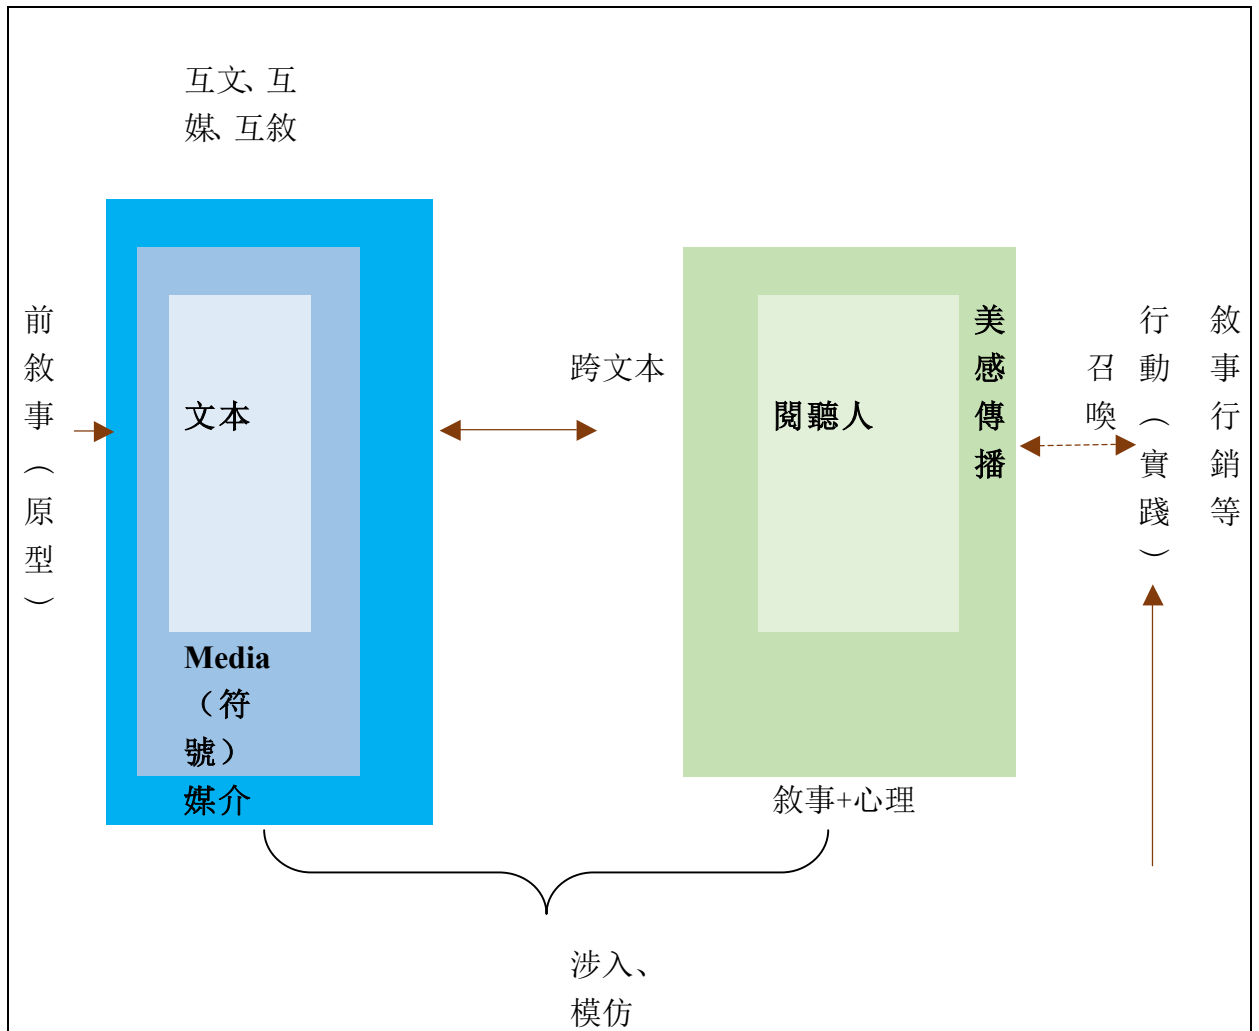 互文、互
媒、互敘
前敘事（原型）
文本
Media
（符
號）
媒介
跨文本
閱聽人
美感傳播
敘事+心理
召喚
行動（實踐）
敘事行銷等
涉入、
模仿